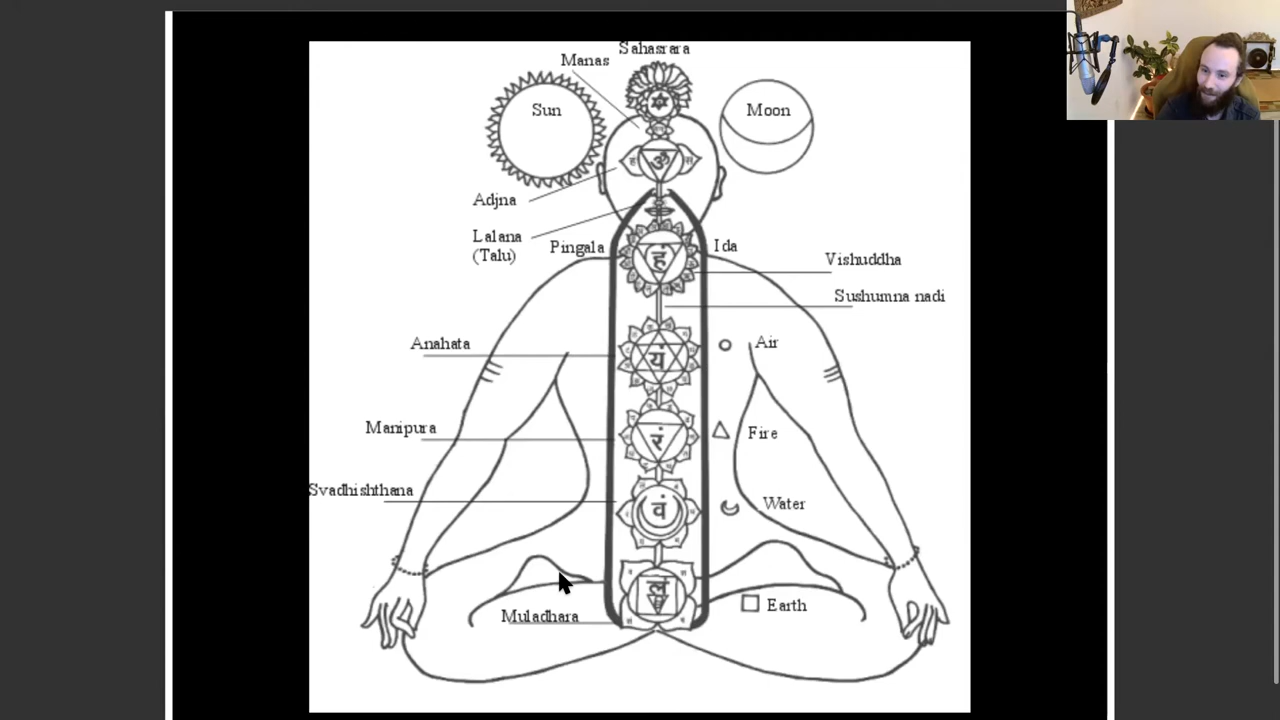 Sahasrara
Manas
Sun
Moon
ॐ
Adjna
Lalana
(Talu)
Pingala
Ida
हं
Vishuddha
Sushumna nadi
Anahata
यं
Air
Manipura
रं
Fire
Svadhishthana
वं
Water
लं
Muladhara
Earth